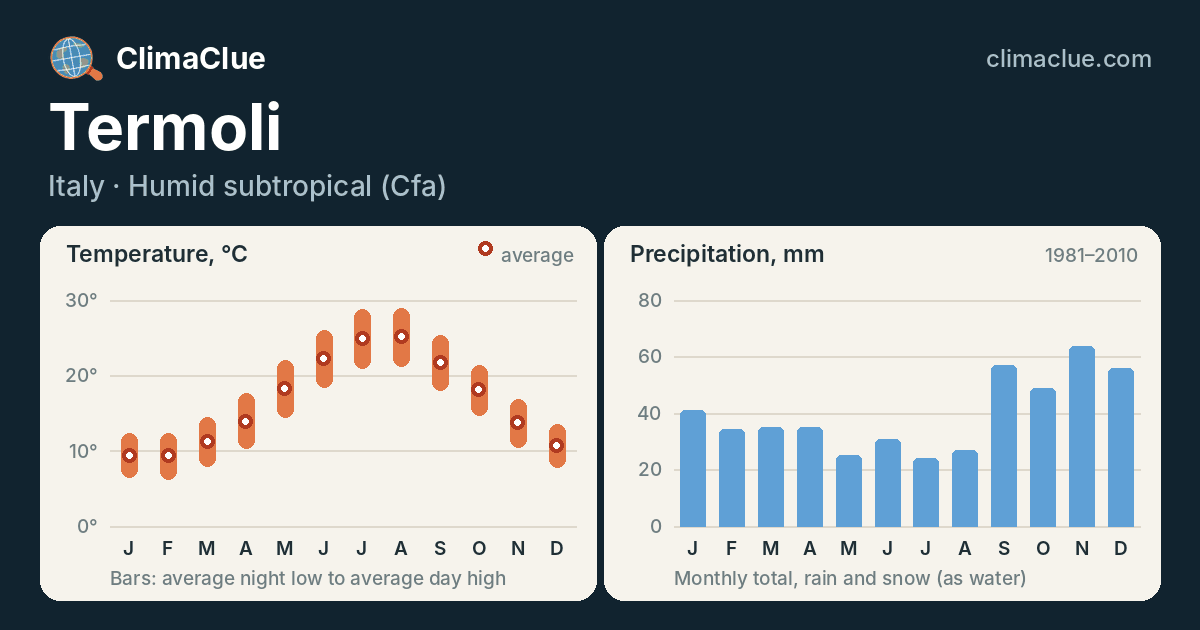 ClimaClue
climaclue.com
Termoli
Italy · Humid subtropical (Cfa)
Temperature, °C
average
30°
20°
10°
0°
J F M A M J J A S O N D
Bars: average night low to average day high
Precipitation, mm
1981–2010
80
60
40
20
0
J F M A M J J A S O N D
Monthly total, rain and snow (as water)